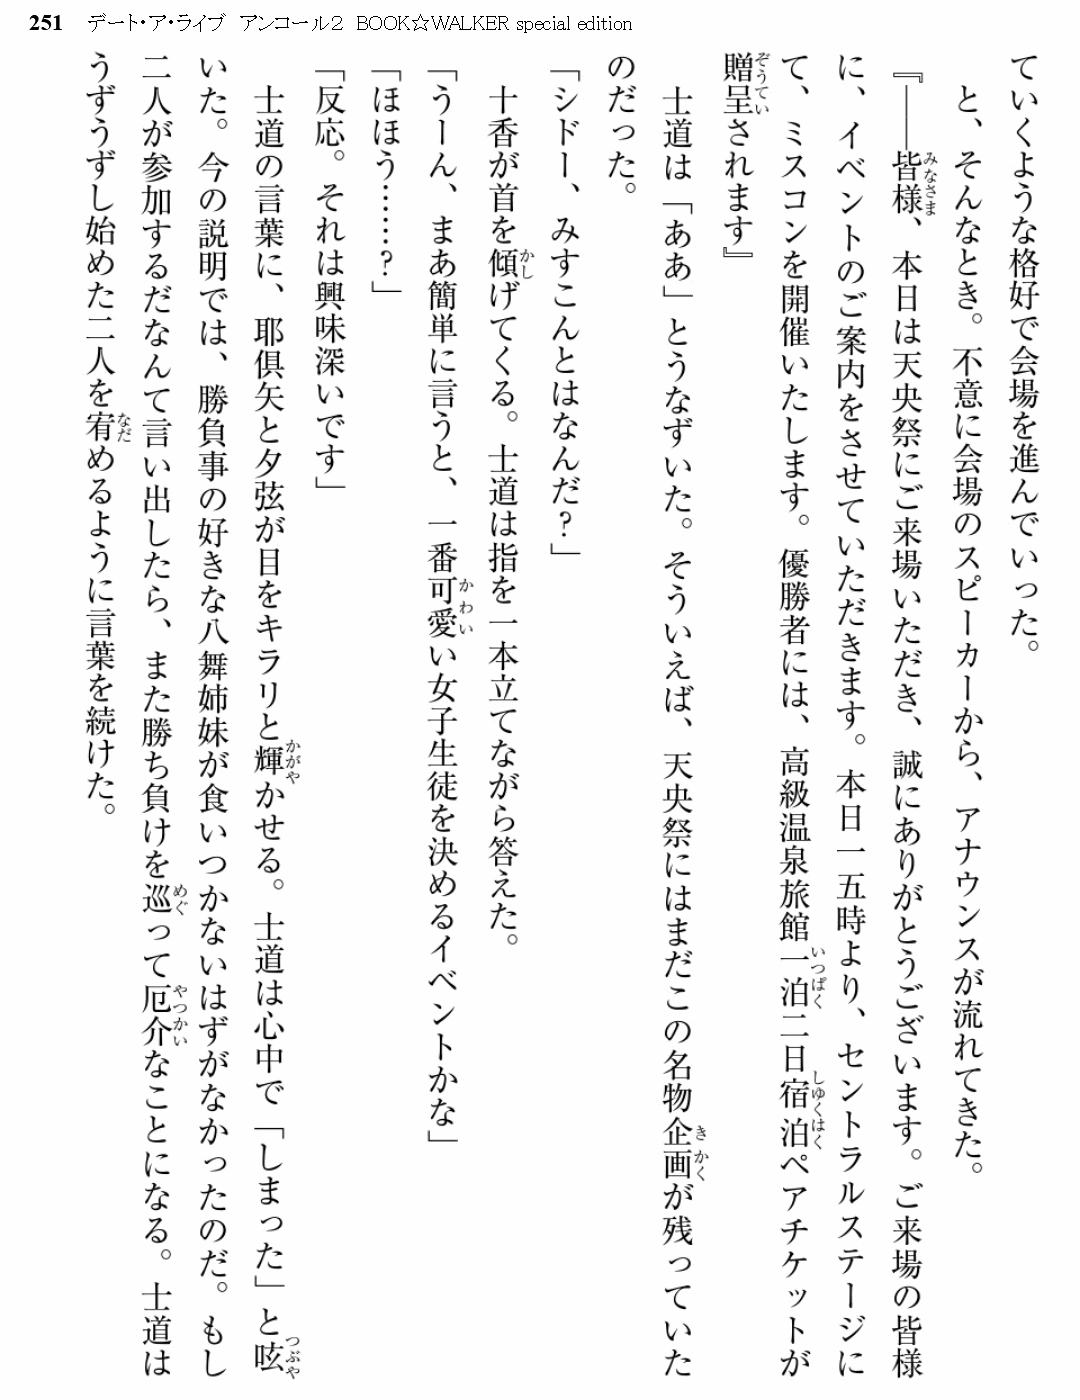 251 デート・ア・ライブ アンコール2 BOOK☆WALKER special edition
ていくような格好で会場を進んでいった。
と、そんなとき。不意に会場のスピーカーから、アナウンスが流れてきた。
『――皆様、本日は天央祭にご来場いただき、誠にありがとうございます。ご来場の皆様
に、イベントのご案内をさせていただきます。本日一五時より、セントラルステージに
て、ミスコンを開催いたします。優勝者には、高級温泉旅館一泊二日宿泊ペアチケットが
贈呈されます』
士道は「ああ」とうなずいた。そういえば、天央祭にはまだこの名物企画が残っていた
のだった。
「シドー、みすこんとはなんだ？」
十香が首を傾げてくる。士道は指を一本立てながら答えた。
「うーん、まあ簡単に言うと、一番可愛い女子生徒を決めるイベントかな」
「ほほう……？」
「反応。それは興味深いです」
士道の言葉に、耶倶矢と夕弦が目をキラリと輝かせる。士道は心中で「しまった」と呟
いた。今の説明では、勝負事の好きな八舞姉妹が食いつかないはずがなかったのだ。もし
二人が参加するだなんて言い出したら、また勝ち負けを巡って厄介なことになる。士道は
うずうずし始めた二人を宥めるように言葉を続けた。